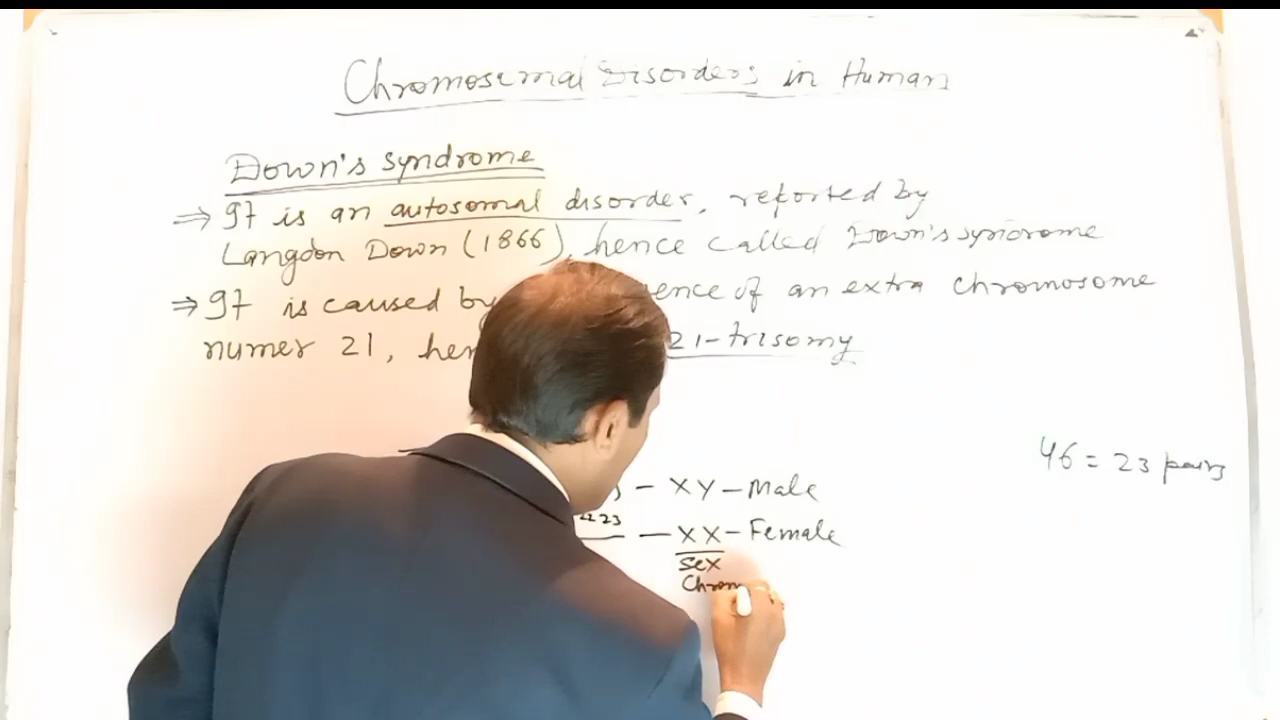 Chromosomal Disorders in Human
Down's syndrome
⇒ It is an autosomal disorder, reported by
Langdon Down (1866), hence called Down's syndrome
⇒ It is caused by ence of an extra chromosome
numer 21, hen 21-trisomy
46 = 23 pairs
- XY - Male
23
- XX - Female
sex
Chrom